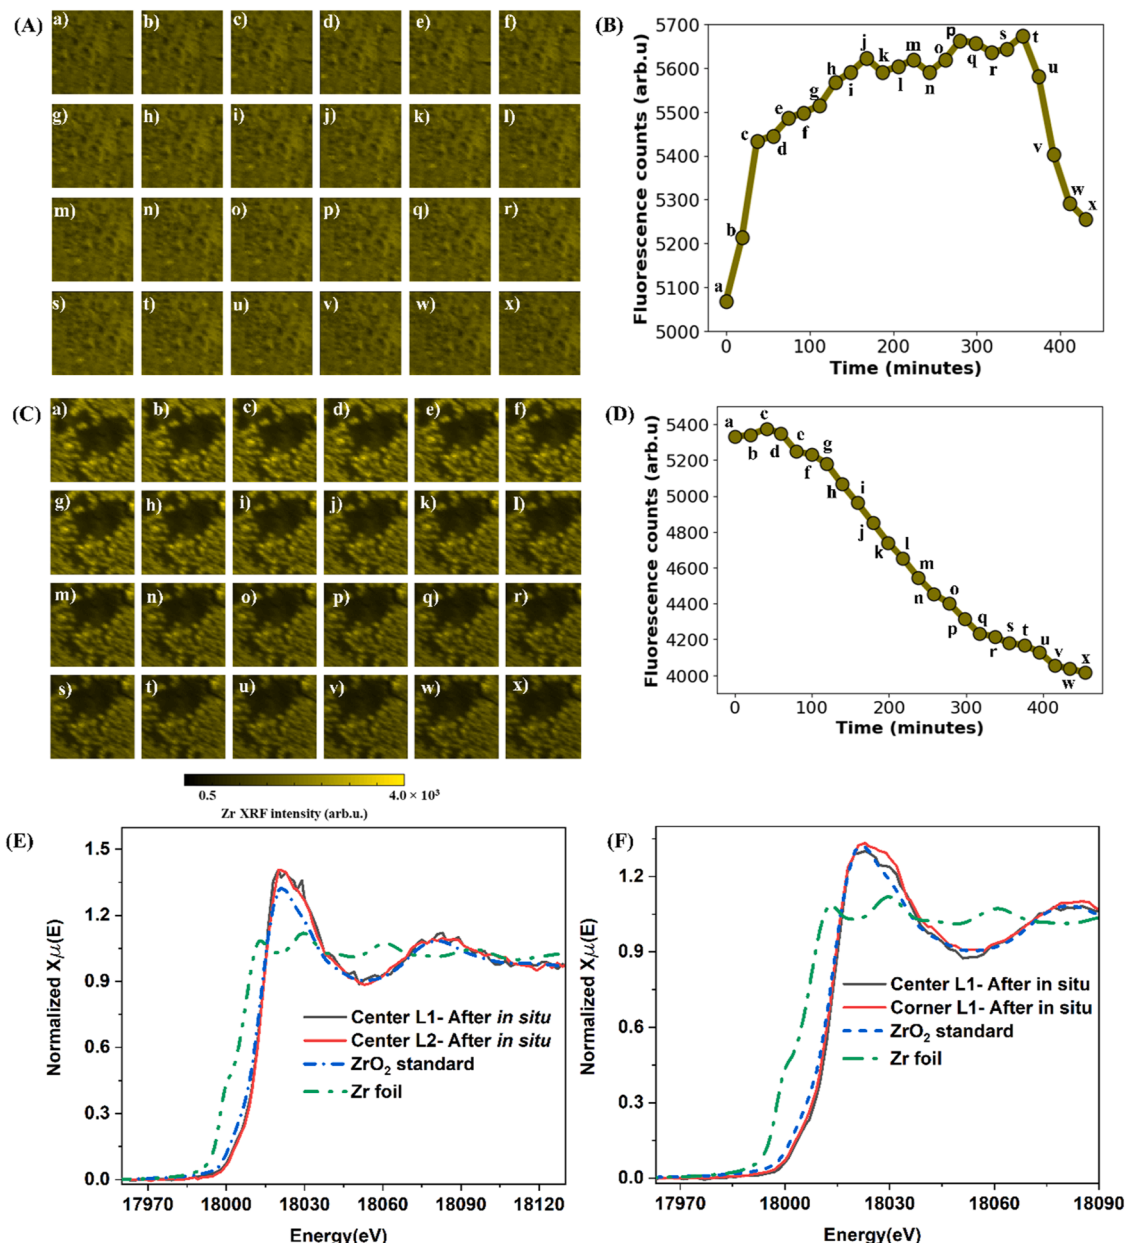 (A)
a) b) c) d) e) f)
g) h) i) j) k) l)
m) n) o) p) q) r)
s) t) u) v) w) x)
(B)
Fluorescence counts (arb.u)
5700
5600
5500
5400
5300
5200
5100
5000
a b c d e f g h i j k l m n o p q r s t u v w x
0 100 200 300 400
Time (minutes)
(C)
a) b) c) d) e) f)
g) h) i) j) k) l)
m) n) o) p) q) r)
s) t) u) v) w) x)
0.5 4.0 × 10³
Zr XRF intensity (arb.u.)
(D)
Fluorescence counts (arb.u)
5400
5200
5000
4800
4600
4400
4200
4000
a b c d e f g h i j k l m n o p q r s t u v w x
0 100 200 300 400
Time (minutes)
(E)
Normalized Xμ(E)
1.5
1.2
0.9
0.6
0.3
0.0
Center L1- After in situ
Center L2- After in situ
ZrO₂ standard
Zr foil
17970 18000 18030 18060 18090 18120
Energy(eV)
(F)
Normalized Xμ(E)
1.2
0.9
0.6
0.3
0.0
Center L1- After in situ
Corner L1- After in situ
ZrO₂ standard
Zr foil
17970 18000 18030 18060 18090
Energy(eV)